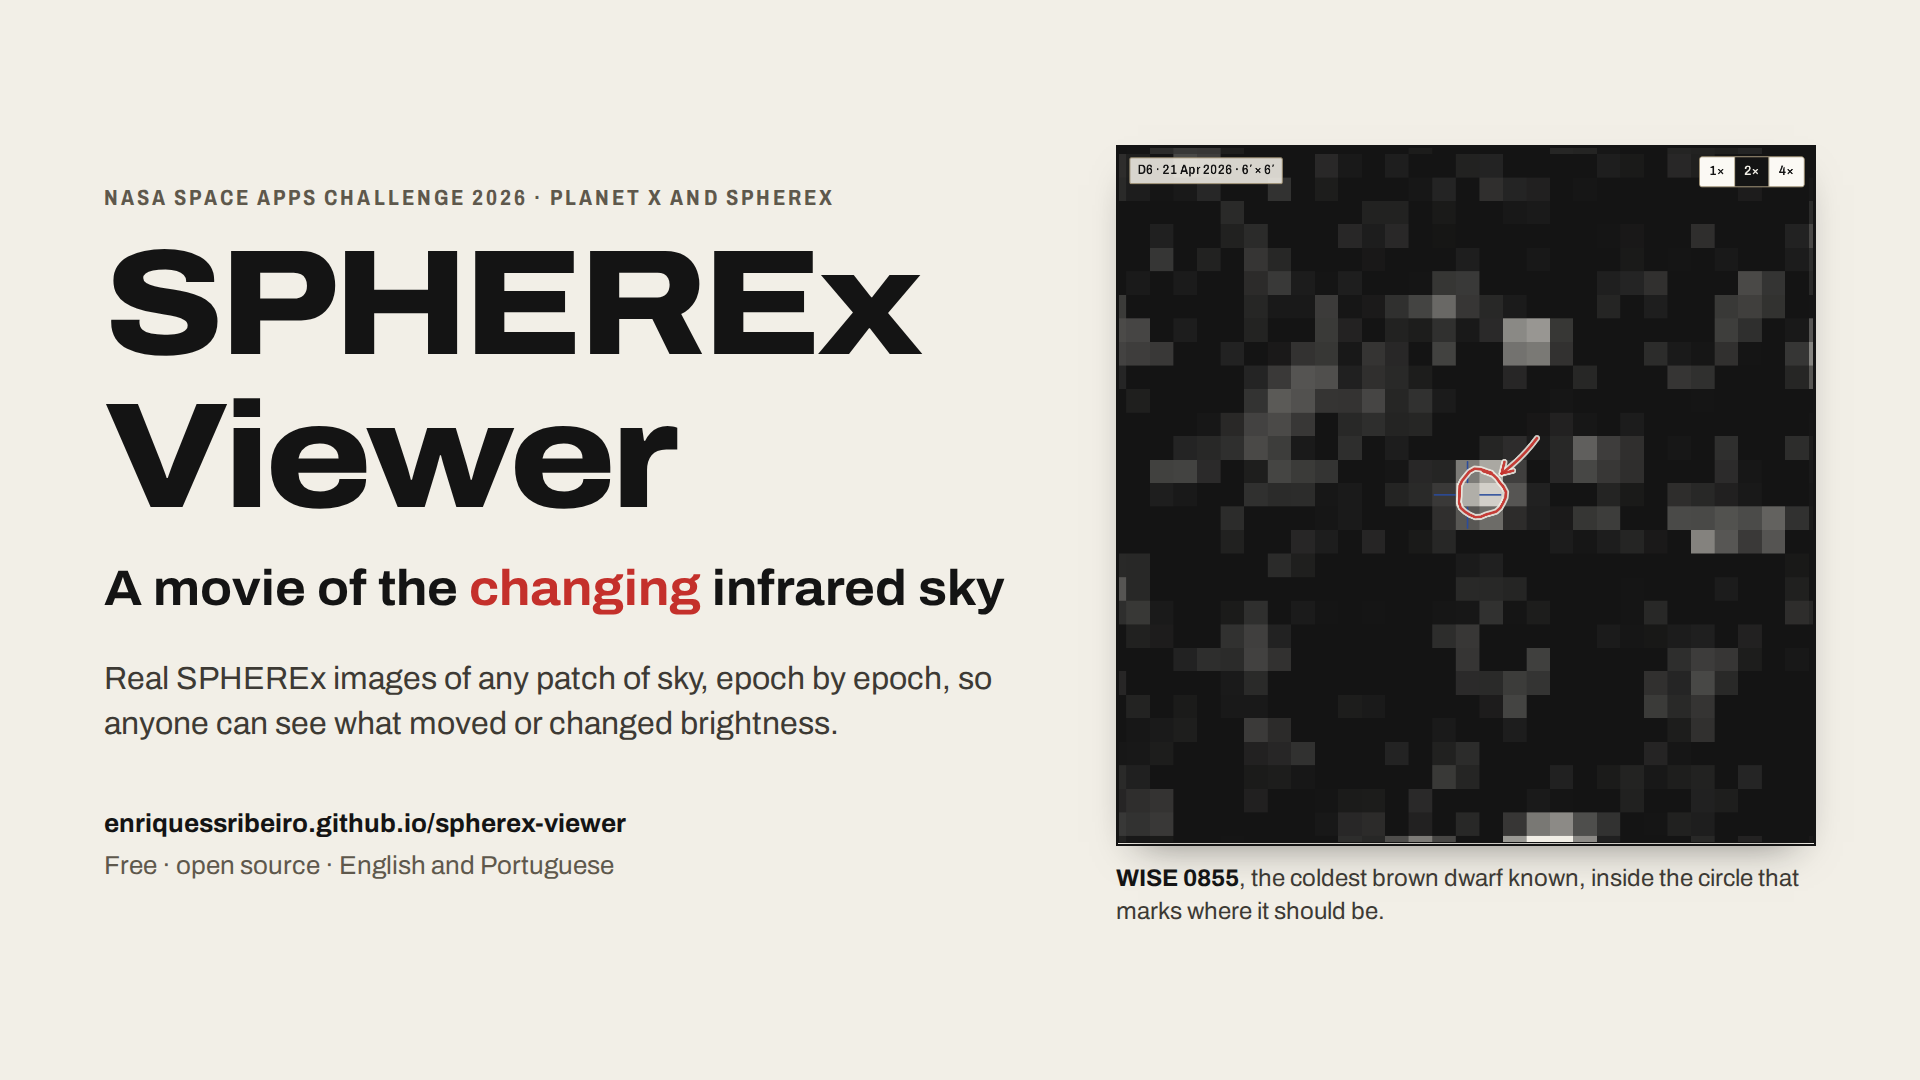 NASA SPACE APPS CHALLENGE 2026 · PLANET X AND SPHEREX
SPHEREx
Viewer
A movie of the changing infrared sky
Real SPHEREx images of any patch of sky, epoch by epoch, so
anyone can see what moved or changed brightness.
enriquessribeiro.github.io/spherex-viewer
Free · open source · English and Portuguese
D6 · 21 Apr 2026 · 6′ × 6′
1× 2× 4×
WISE 0855, the coldest brown dwarf known, inside the circle that
marks where it should be.